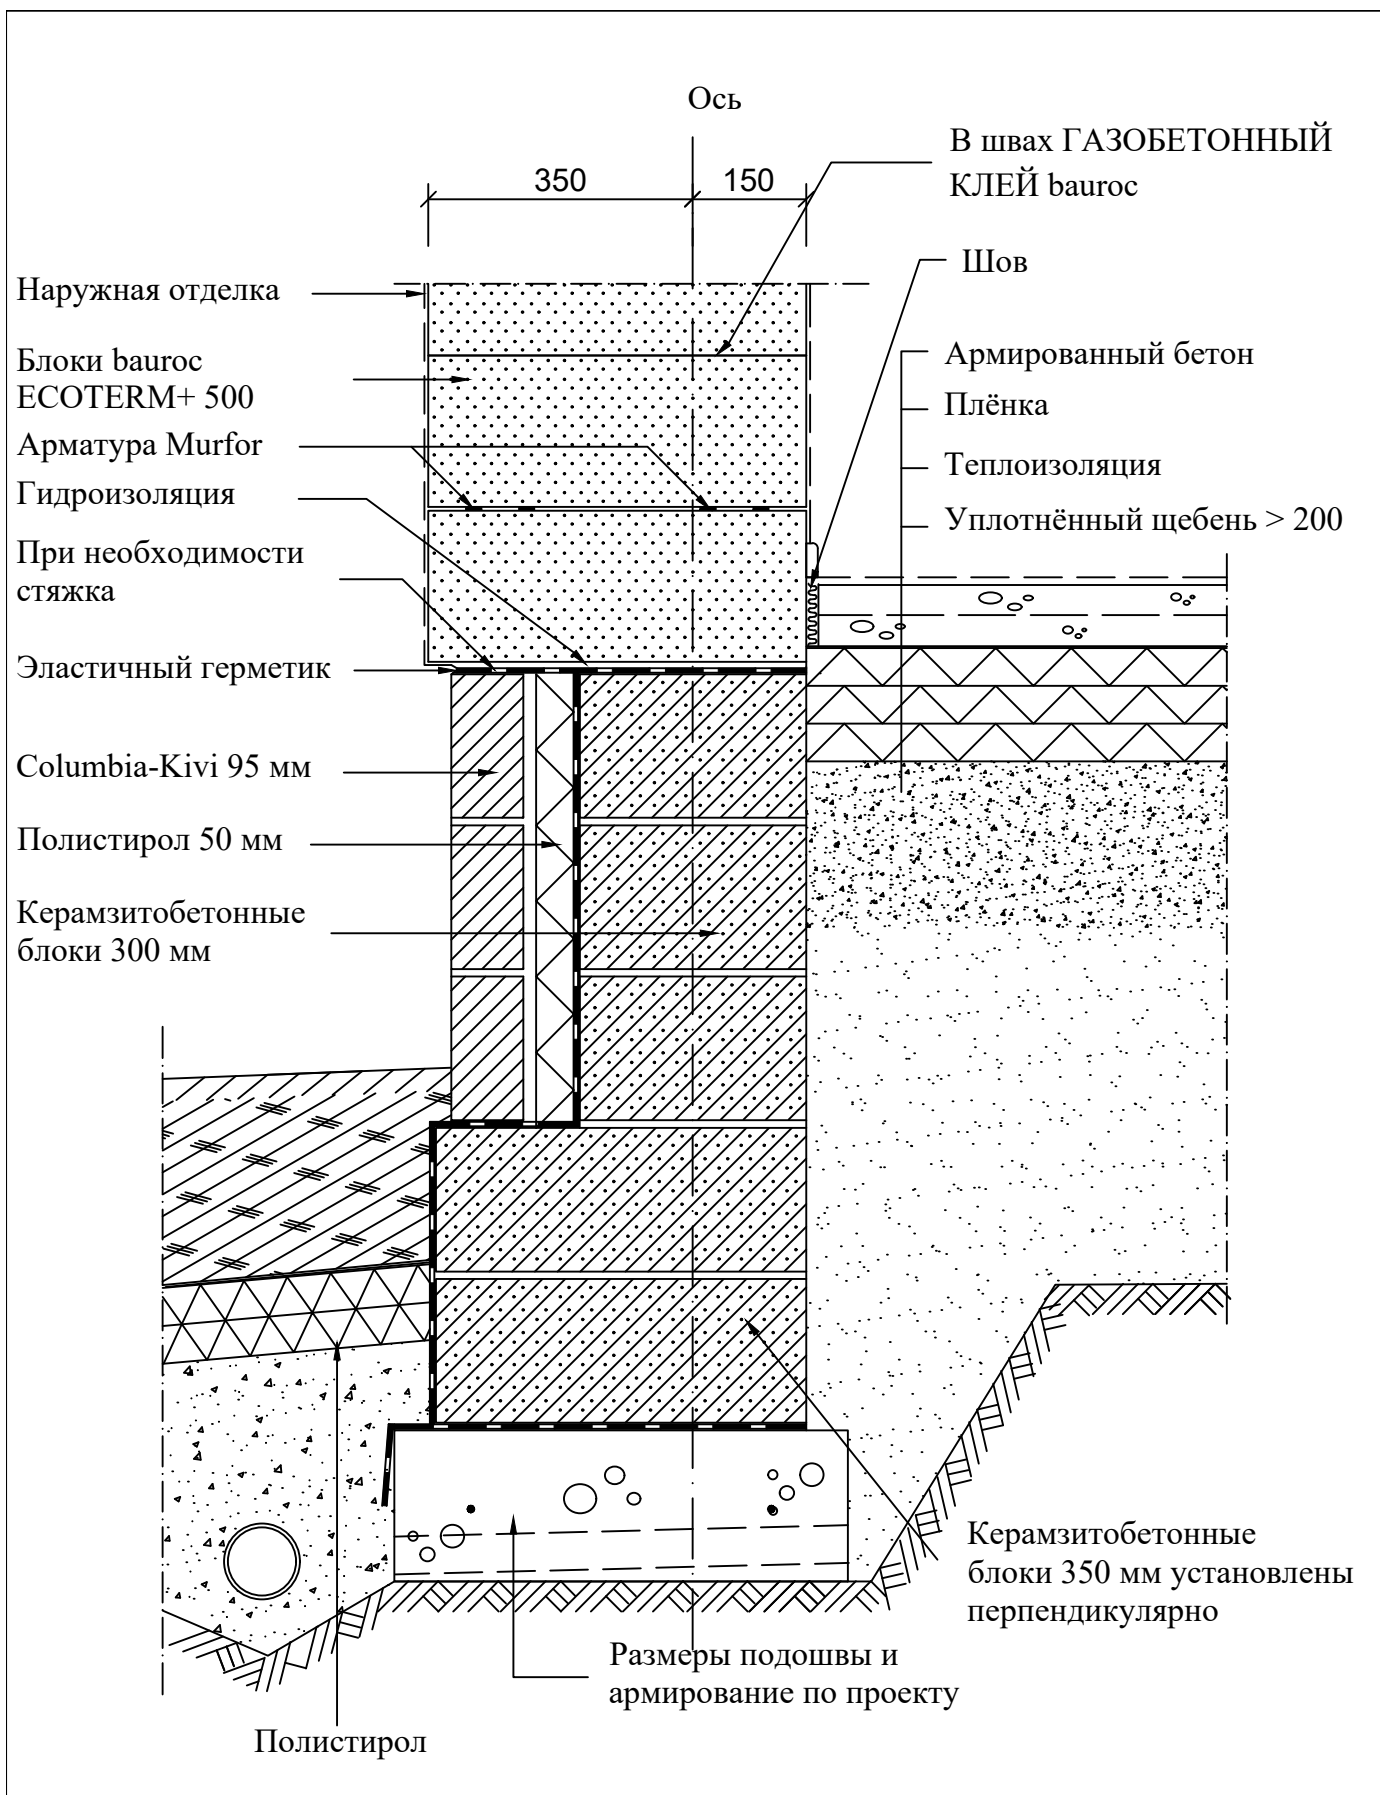 Ось
350
150
В швах ГАЗОБЕТОННЫЙ
КЛЕЙ bauroc
Шов
Наружная отделка
Блоки bauroc
ECOTERM+ 500
Арматура Murfor
Гидроизоляция
При необходимости
стяжка
Эластичный герметик
Columbia-Kivi 95 мм
Полистирол 50 мм
Керамзитобетонные
блоки 300 мм
Армированный бетон
Плёнка
Теплоизоляция
Уплотнённый щебень > 200
Керамзитобетонные
блоки 350 мм установлены
перпендикулярно
Размеры подошвы и
армирование по проекту
Полистирол